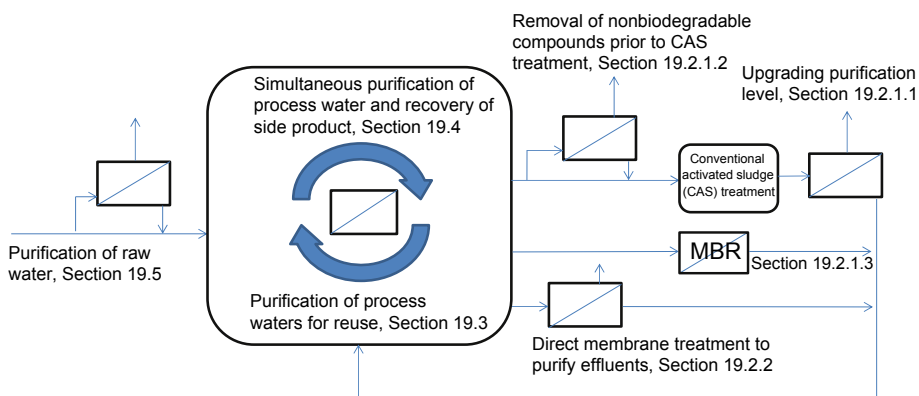 Removal of nonbiodegradable
compounds prior to CAS
treatment, Section 19.2.1.2
Upgrading purification
level, Section 19.2.1.1
Simultaneous purification of
process water and recovery of
side product, Section 19.4
Conventional
activated sludge
(CAS) treatment
Purification of raw
water, Section 19.5
MBR
Section 19.2.1.3
Purification of process
waters for reuse, Section 19.3
Direct membrane treatment to
purify effluents, Section 19.2.2